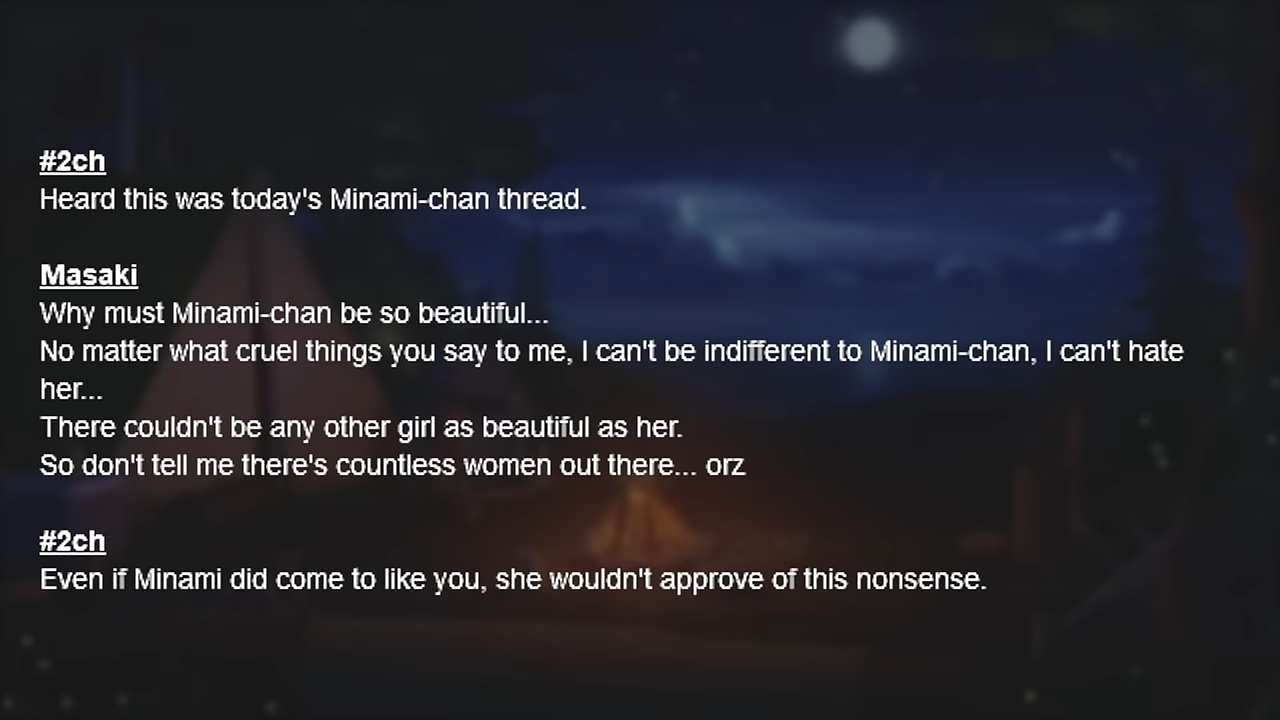 #2ch
Heard this was today's Minami-chan thread.
Masaki
Why must Minami-chan be so beautiful...
No matter what cruel things you say to me, I can't be indifferent to Minami-chan, I can't hate
her...
There couldn't be any other girl as beautiful as her.
So don't tell me there's countless women out there... orz
#2ch
Even if Minami did come to like you, she wouldn't approve of this nonsense.